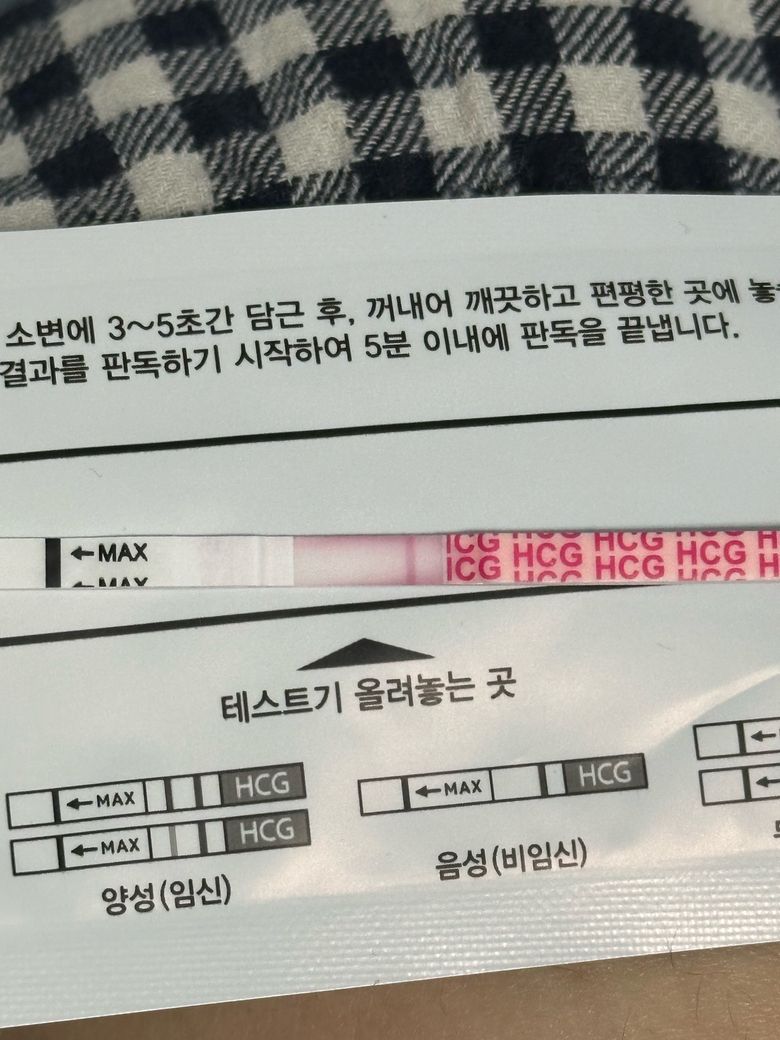 소변에 3~5초간 담근 후, 꺼내어 깨끗하고 편평한 곳에
결과를 판독하기 시작하여 5분 이내에 판독을 끝냅니다.
←MAX
←MAX
HCG HCG HCG
HCG HCG HCG
테스트기 올려놓는 곳
←MAX HCG
←MAX HCG
양성(임신)
←MAX HCG
음성(비임신)